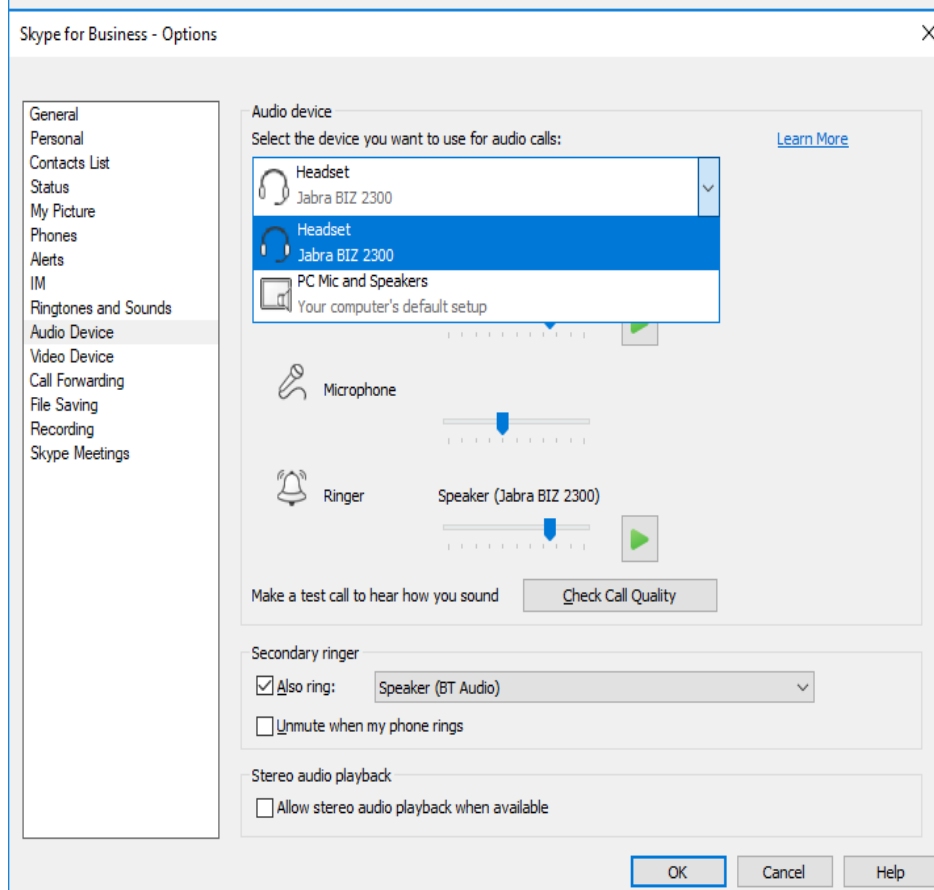 Skype for Business - Options
General
Personal
Contacts List
Status
My Picture
Phones
Alerts
IM
Ringtones and Sounds
Audio Device
Video Device
Call Forwarding
File Saving
Recording
Skype Meetings
Audio device
Select the device you want to use for audio calls: Learn More
Headset
Jabra BIZ 2300
Headset
Jabra BIZ 2300
PC Mic and Speakers
Your computer's default setup
Microphone
Ringer Speaker (Jabra BIZ 2300)
Make a test call to hear how you sound Check Call Quality
Secondary ringer
Also ring: Speaker (BT Audio)
Unmute when my phone rings
Stereo audio playback
Allow stereo audio playback when available
OK Cancel Help